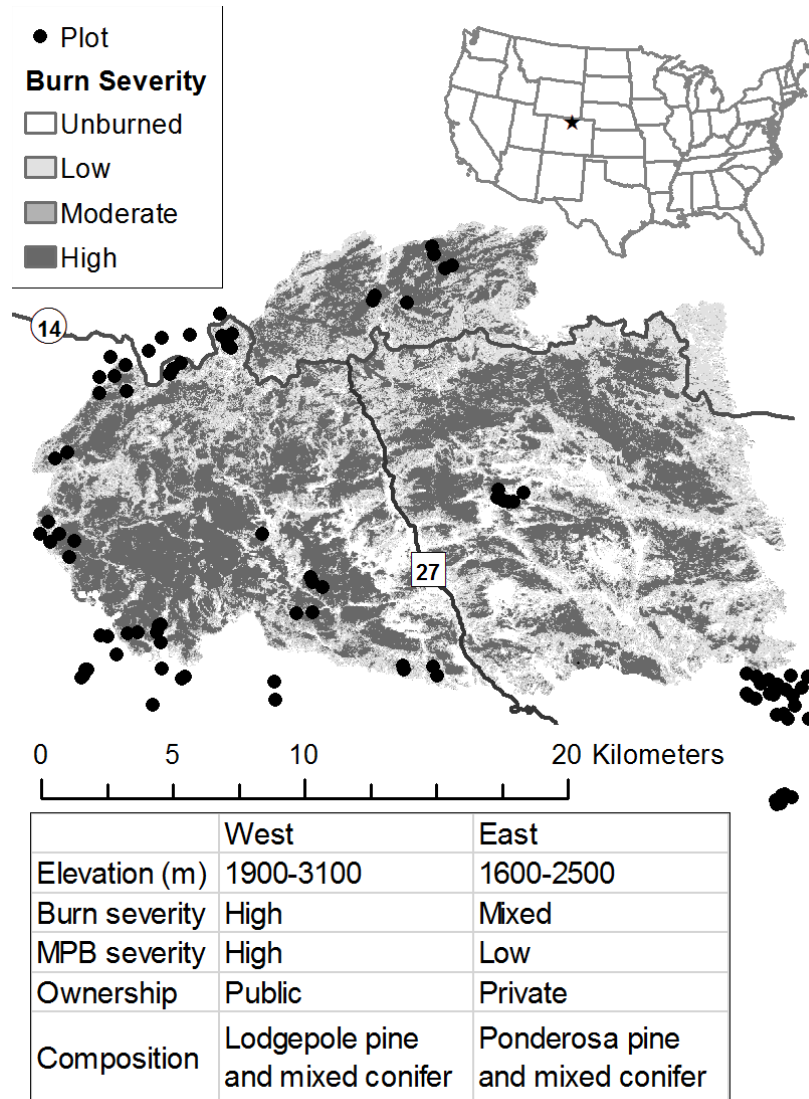 Plot
Burn Severity
Unburned
Low
Moderate
High
14
27
0 5 10 20 Kilometers
West East
Elevation (m) 1900-3100 1600-2500
Burn severity High Mixed
MPB severity High Low
Ownership Public Private
Composition Lodgepole pine and mixed conifer Ponderosa pine and mixed conifer